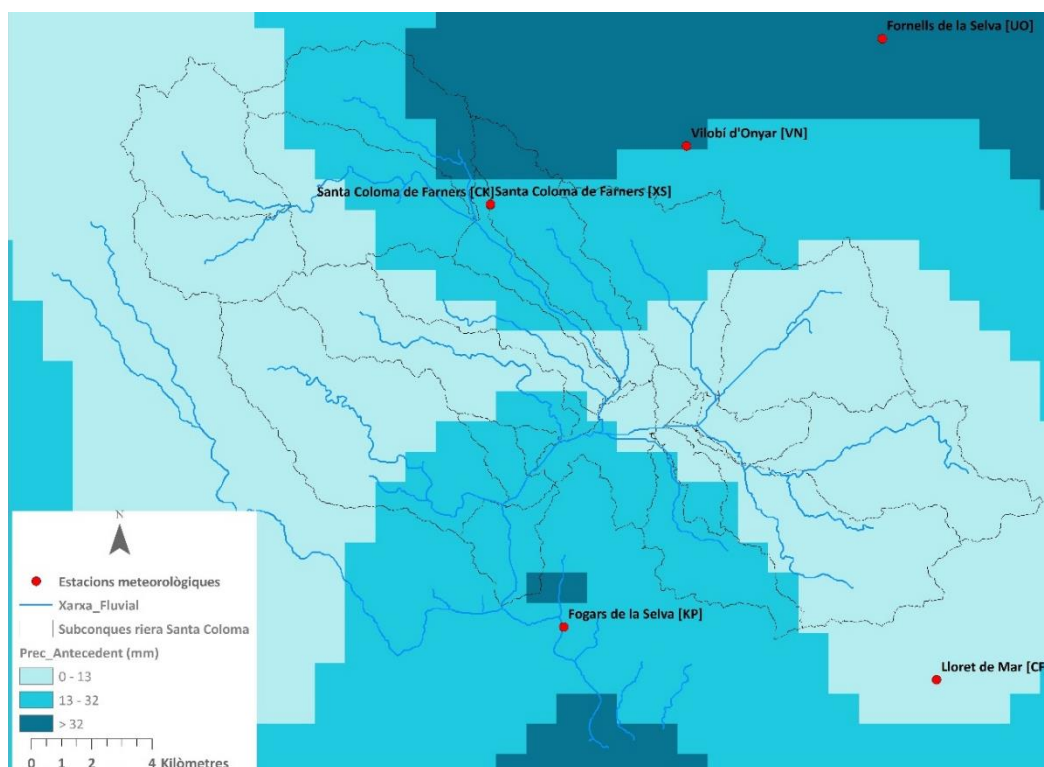 Fornells de la Selva [UO]
Vilobí d'Onyar [VN]
Santa Coloma de Farners [CK]
Santa Coloma de Farners [XS]
N
Estacions meteorològiques
Xarxa_Fluvial
Subconques riera Santa Coloma
Prec_Antecedent (mm)
0 - 13
13 - 32
> 32
0 1 2 4 Kilòmetres
Fogars de la Selva [KP]
Lloret de Mar [CP